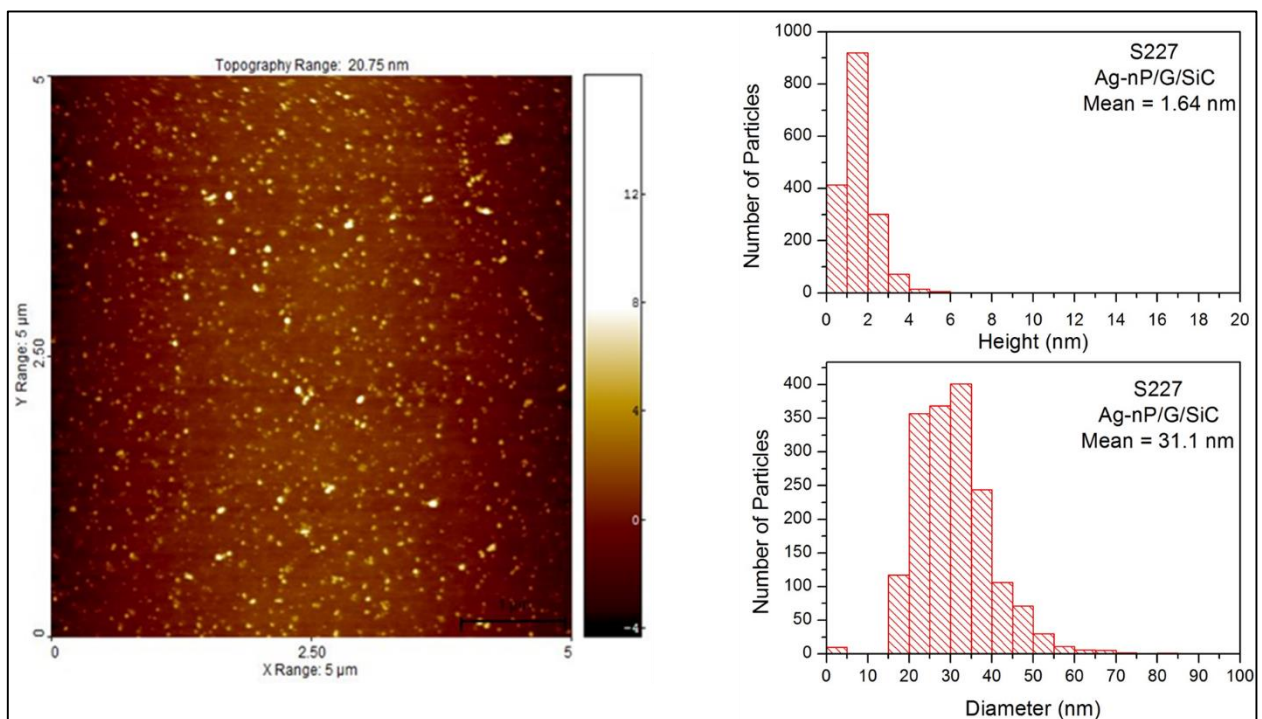 Topography Range: 20.75 nm
5
2.50
0
Y Range: 5 µm
0
2.50
5
X Range: 5 µm
12
8
4
0
−4
1000
800
600
400
200
0
Number of Particles
S227
Ag-nP/G/SiC
Mean = 1.64 nm
0 2 4 6 8 10 12 14 16 18 20
Height (nm)
400
350
300
250
200
150
100
50
0
Number of Particles
S227
Ag-nP/G/SiC
Mean = 31.1 nm
0 10 20 30 40 50 60 70 80 90 100
Diameter (nm)